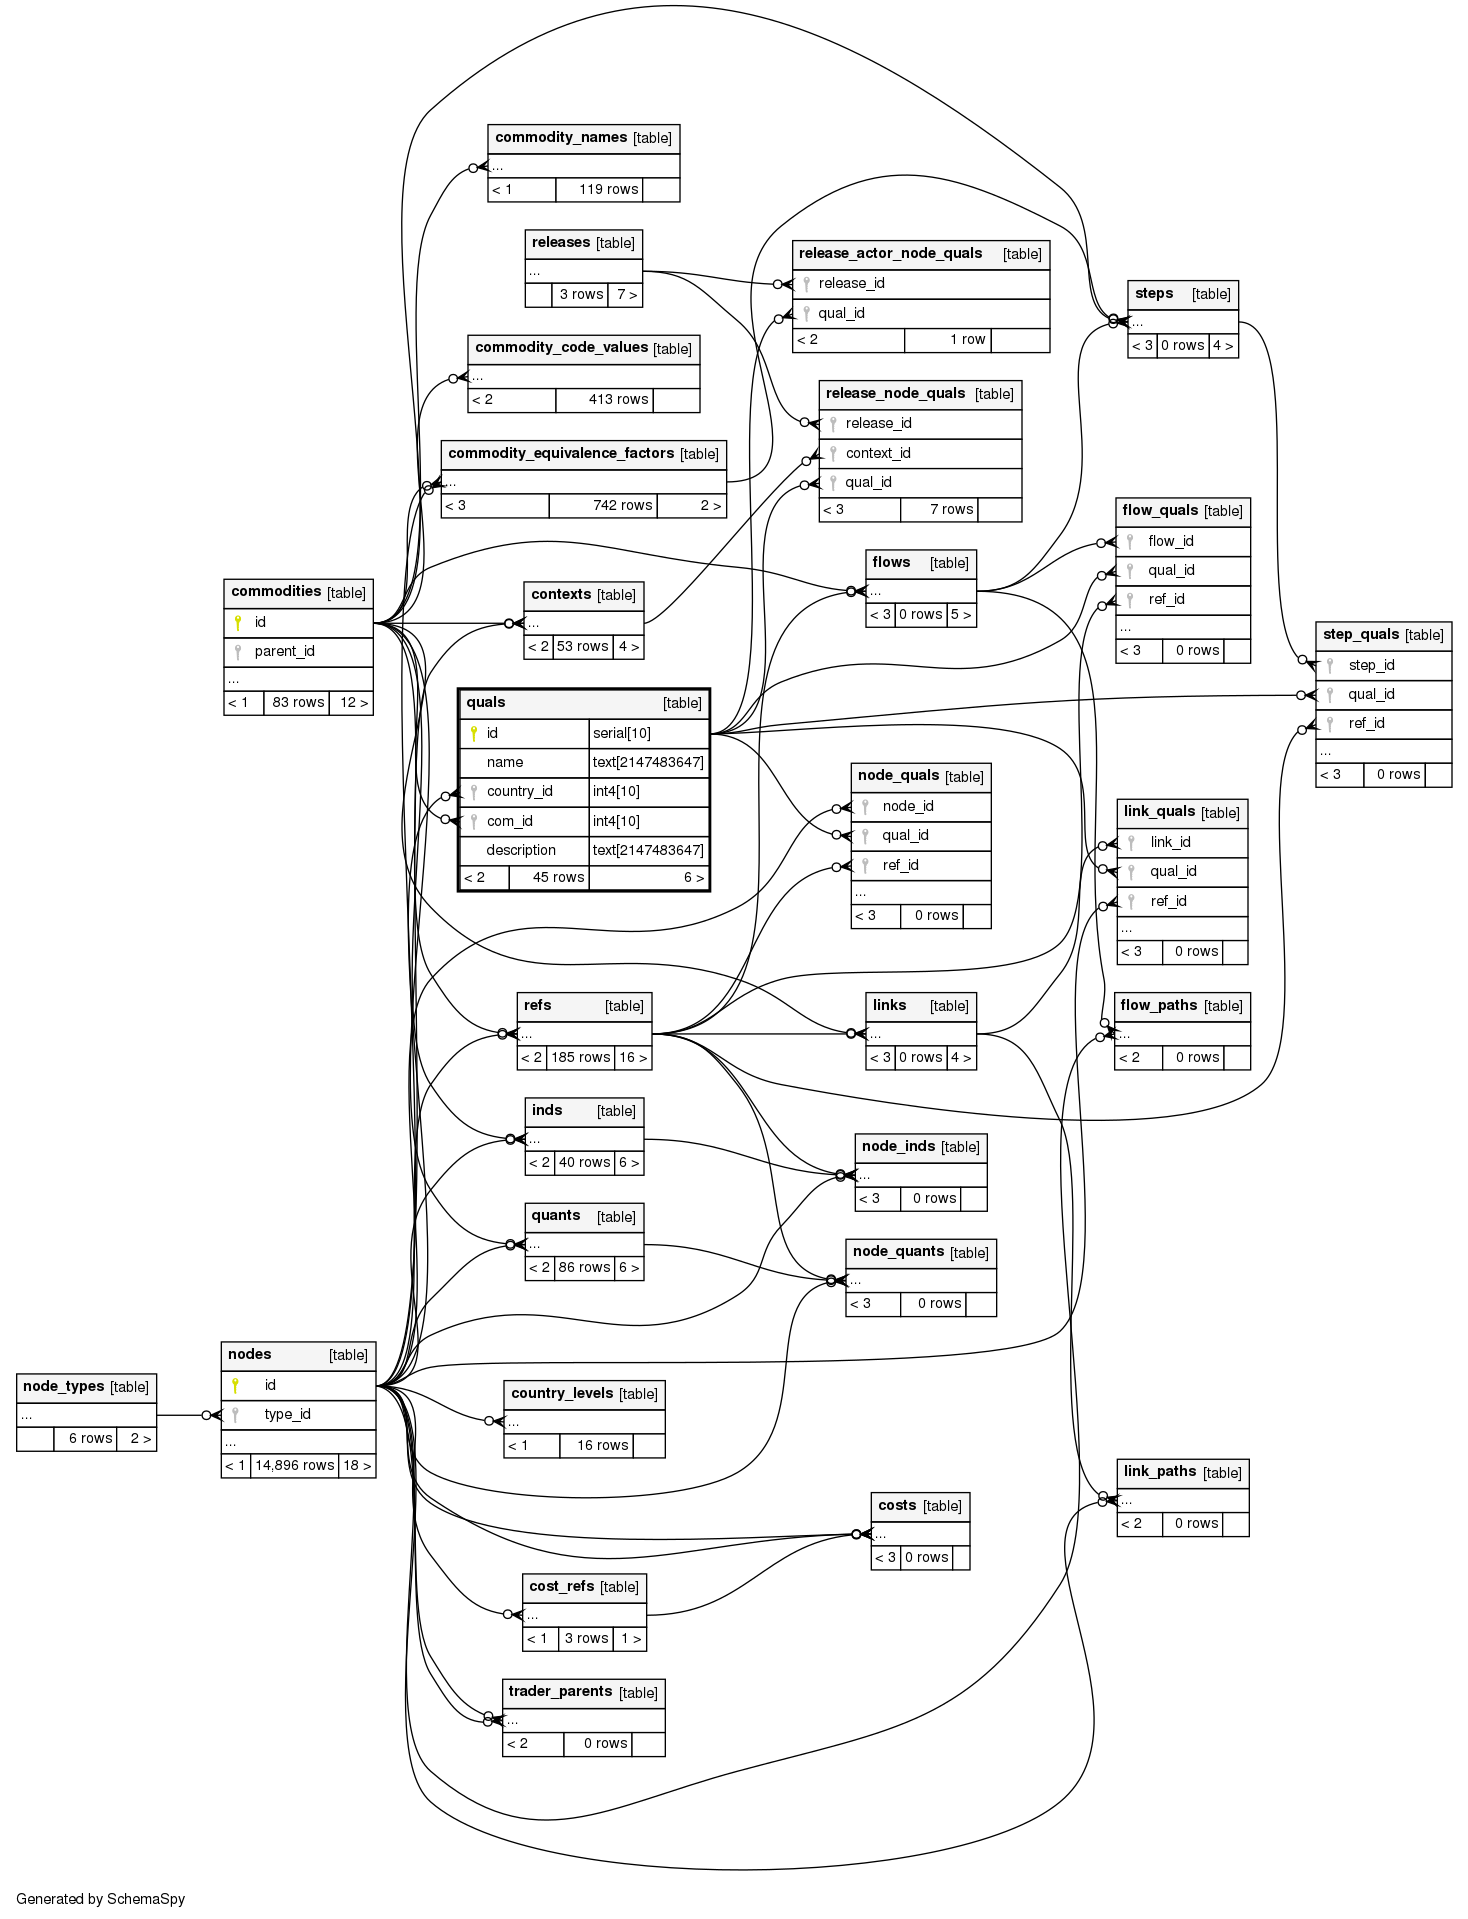 commodity_names [table]
...
< 1 119 rows
releases [table]
...
3 rows 7 >
release_actor_node_quals [table]
release_id
qual_id
< 2 1 row
steps [table]
...
< 3 0 rows 4 >
commodity_code_values [table]
...
< 2 413 rows
release_node_quals [table]
release_id
context_id
qual_id
< 3 7 rows
commodity_equivalence_factors [table]
...
< 3 742 rows 2 >
flow_quals [table]
flow_id
qual_id
ref_id
...
< 3 0 rows
flows [table]
...
< 3 0 rows 5 >
commodities [table]
id
parent_id
...
< 1 83 rows 12 >
contexts [table]
...
< 2 53 rows 4 >
step_quals [table]
step_id
qual_id
ref_id
...
< 3 0 rows
quals [table]
id serial[10]
name text[2147483647]
country_id int4[10]
com_id int4[10]
description text[2147483647]
< 2 45 rows 6 >
node_quals [table]
node_id
qual_id
ref_id
...
< 3 0 rows
link_quals [table]
link_id
qual_id
ref_id
...
< 3 0 rows
refs [table]
...
< 2 185 rows 16 >
links [table]
...
< 3 0 rows 4 >
flow_paths [table]
...
< 2 0 rows
inds [table]
...
< 2 40 rows 6 >
node_inds [table]
...
< 3 0 rows
quants [table]
...
< 2 86 rows 6 >
node_quants [table]
...
< 3 0 rows
node_types [table]
...
6 rows 2 >
nodes [table]
id
type_id
...
< 1 14,896 rows 18 >
country_levels [table]
...
< 1 16 rows
link_paths [table]
...
< 2 0 rows
costs [table]
...
< 3 0 rows
cost_refs [table]
...
< 1 3 rows 1 >
trader_parents [table]
...
< 2 0 rows
Generated by SchemaSpy